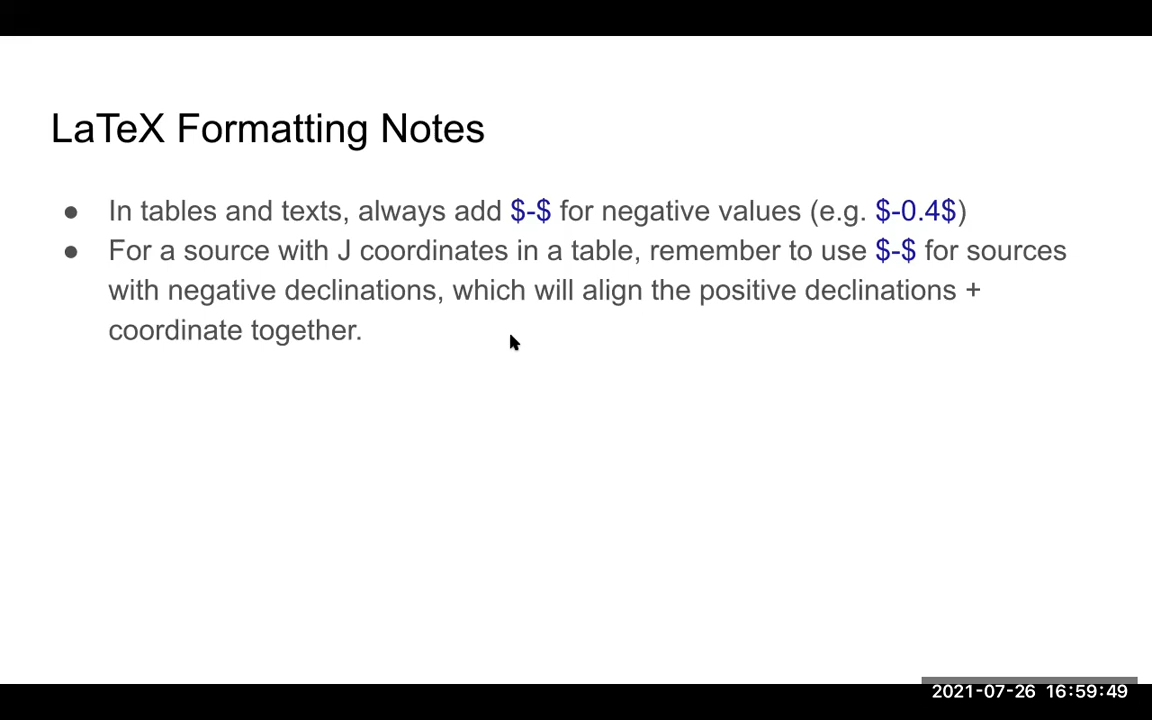 LaTeX Formatting Notes
● In tables and texts, always add $-$ for negative values (e.g. $-0.4$)
● For a source with J coordinates in a table, remember to use $-$ for sources
with negative declinations, which will align the positive declinations +
coordinate together.
2021-07-26 16:59:49